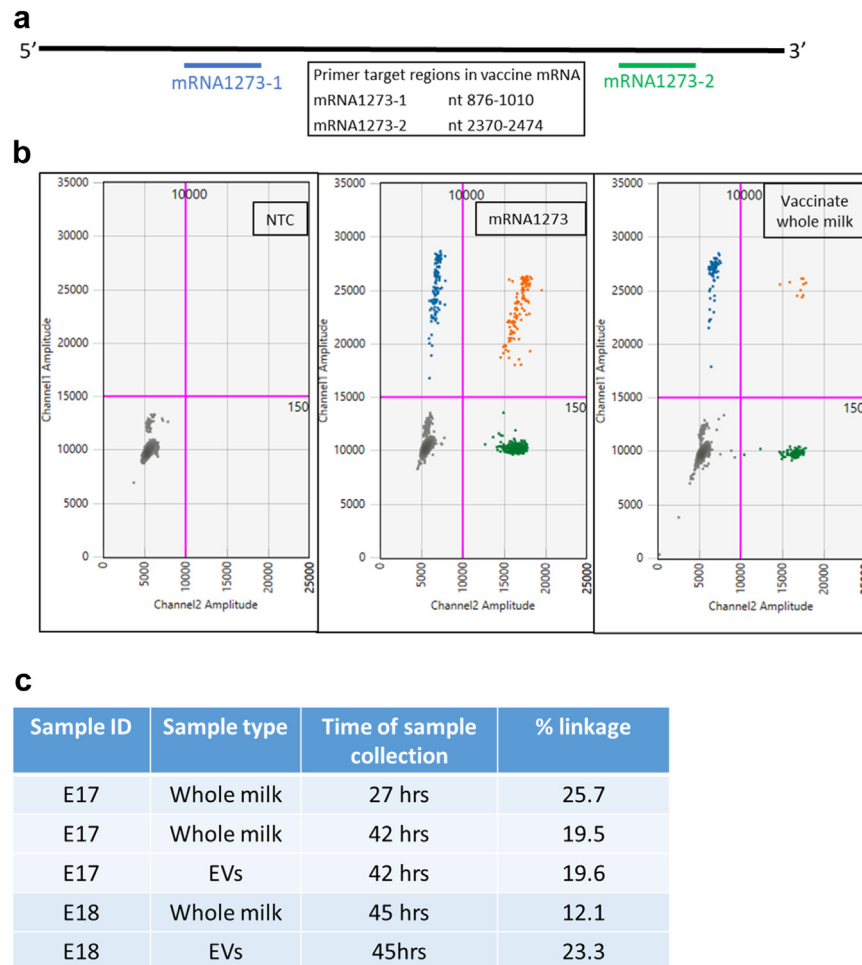 a
5’ 3’
mRNA1273-1
Primer target regions in vaccine mRNA
mRNA1273-1 nt 876-1010
mRNA1273-2 nt 2370-2474
mRNA1273-2
b
NTC
10000
150
35000
30000
25000
20000
15000
10000
5000
0
Channel1 Amplitude
0 5000 10000 15000 20000 25000
Channel2 Amplitude
mRNA1273
10000
150
35000
30000
25000
20000
15000
10000
5000
0
Channel1 Amplitude
0 5000 10000 15000 20000 25000
Channel2 Amplitude
Vaccinate
whole milk
10000
150
35000
30000
25000
20000
15000
10000
5000
0
Channel1 Amplitude
0 5000 10000 15000 20000 25000
Channel2 Amplitude
c
Sample ID Sample type Time of sample collection % linkage
E17 Whole milk 27 hrs 25.7
E17 Whole milk 42 hrs 19.5
E17 EVs 42 hrs 19.6
E18 Whole milk 45 hrs 12.1
E18 EVs 45hrs 23.3